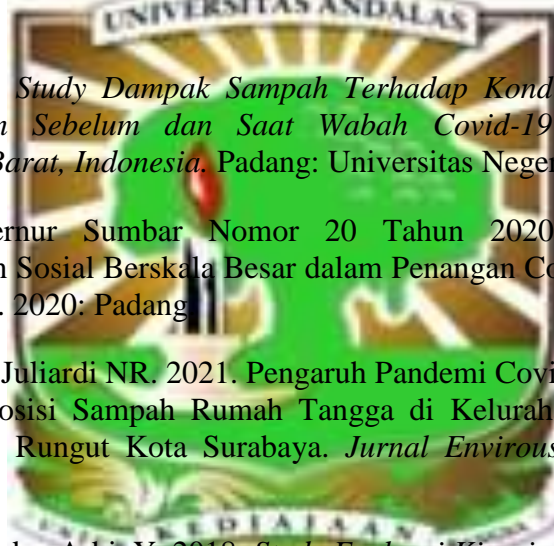 UNIVERSITAS ANDALAS
Study Dampak Sampah Terhadap Kond
Sebelum dan Saat Wabah Covid-19
Barat, Indonesia. Padang: Universitas Neger
ernur Sumbar Nomor 20 Tahun 2020
n Sosial Berskala Besar dalam Penangan Co
. 2020: Padang
Juliardi NR. 2021. Pengaruh Pandemi Covi
osisi Sampah Rumah Tangga di Kelurah
Rungut Kota Surabaya. Jurnal Envirous
KEDJAJAAN
2018.